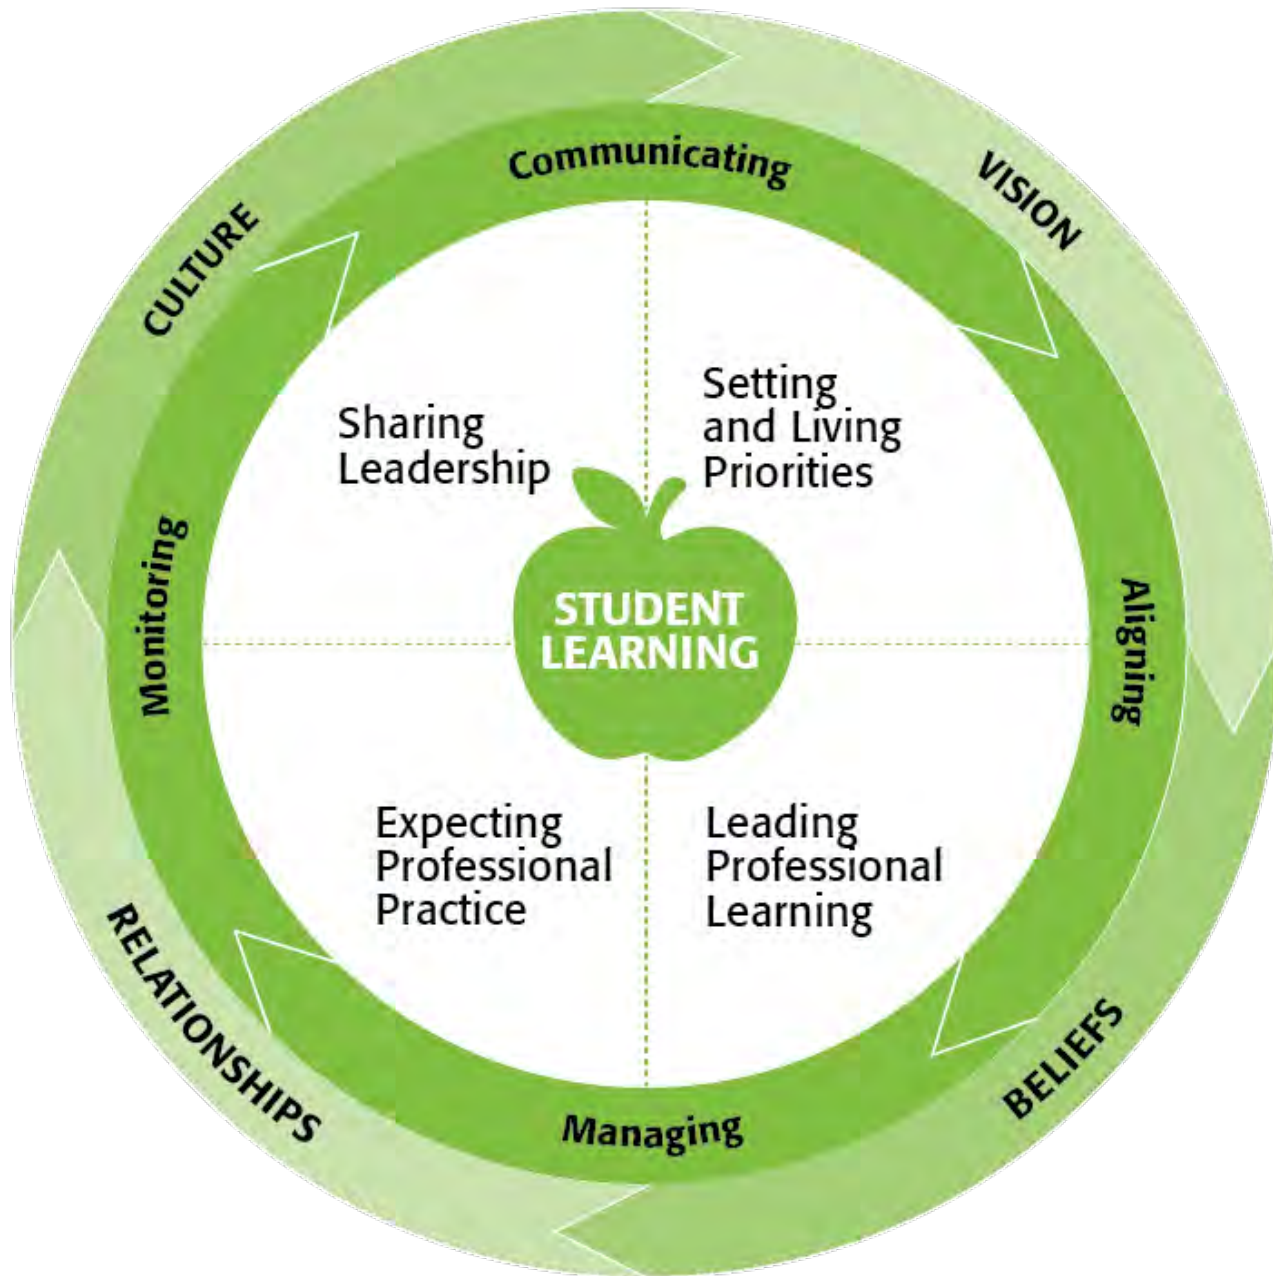 Communicating
VISION
CULTURE
Setting
and Living
Priorities
Sharing
Leadership
Monitoring
STUDENT
LEARNING
Aligning
Expecting
Professional
Practice
Leading
Professional
Learning
RELATIONSHIPS
BELIEFS
Managing